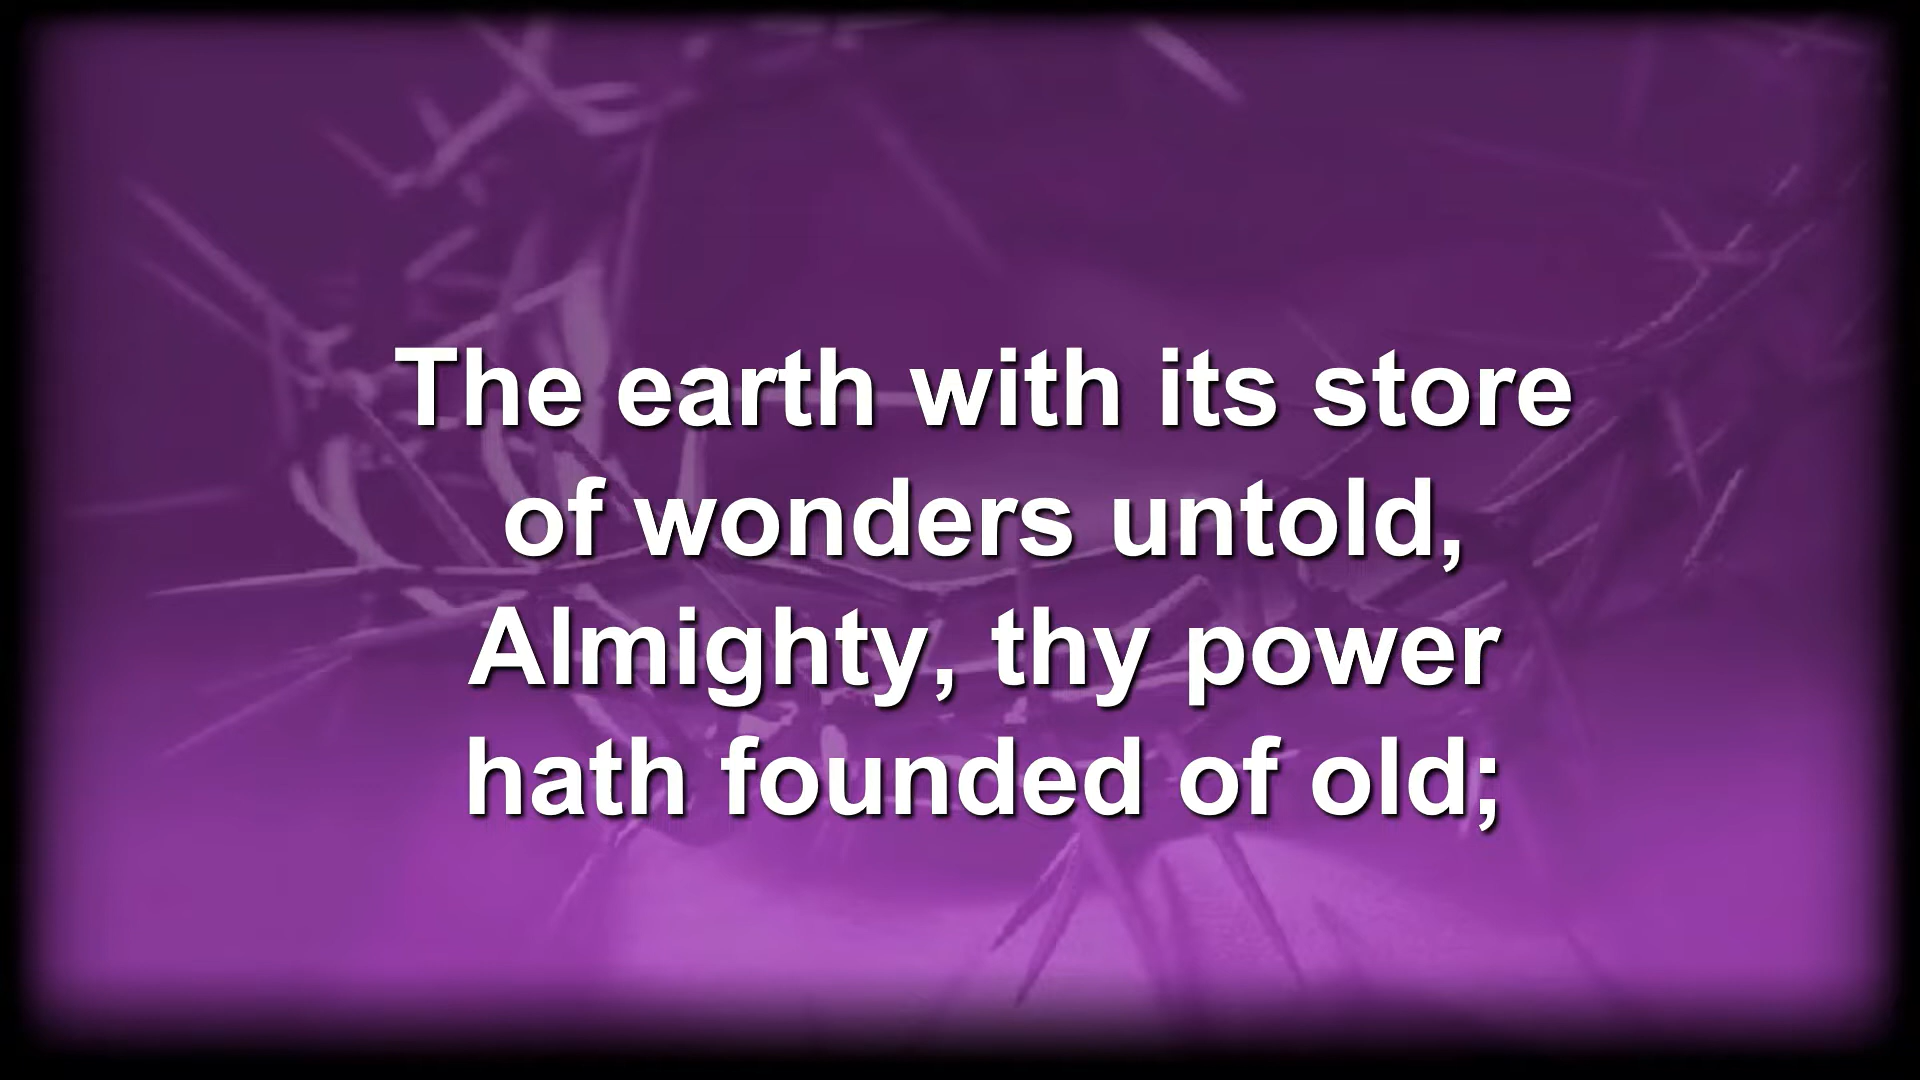 The earth with its store
of wonders untold,
Almighty, thy power
hath founded of old;